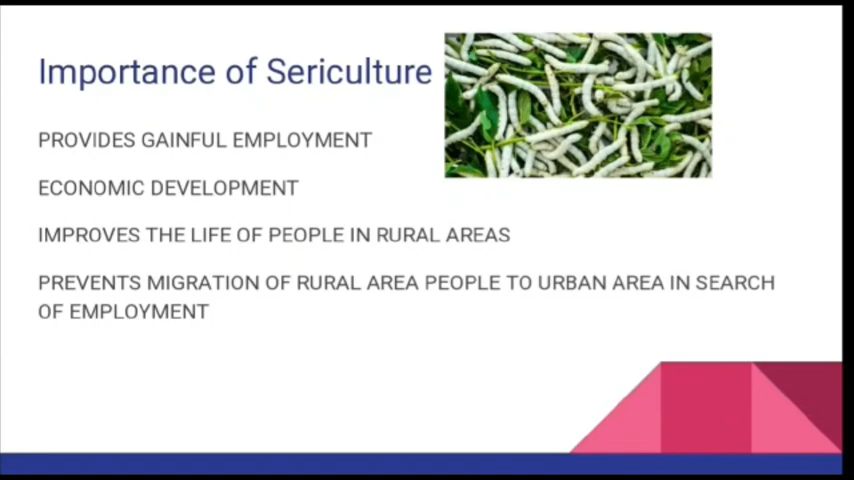 Importance of Sericulture
PROVIDES GAINFUL EMPLOYMENT
ECONOMIC DEVELOPMENT
IMPROVES THE LIFE OF PEOPLE IN RURAL AREAS
PREVENTS MIGRATION OF RURAL AREA PEOPLE TO URBAN AREA IN SEARCH
OF EMPLOYMENT